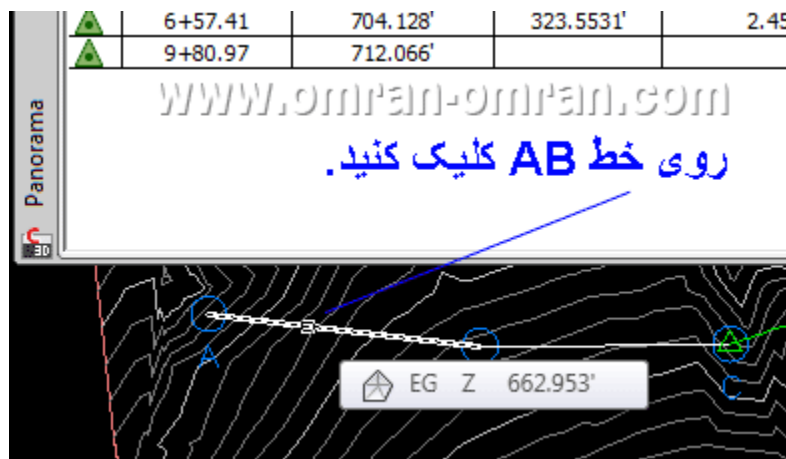 6+57.41 704.128' 323.5531' 2.45
9+80.97 712.066'
www.omran-omran.com
روی خط AB کلیک کنید.
Panorama
3D
A
C
EG Z 662.953'